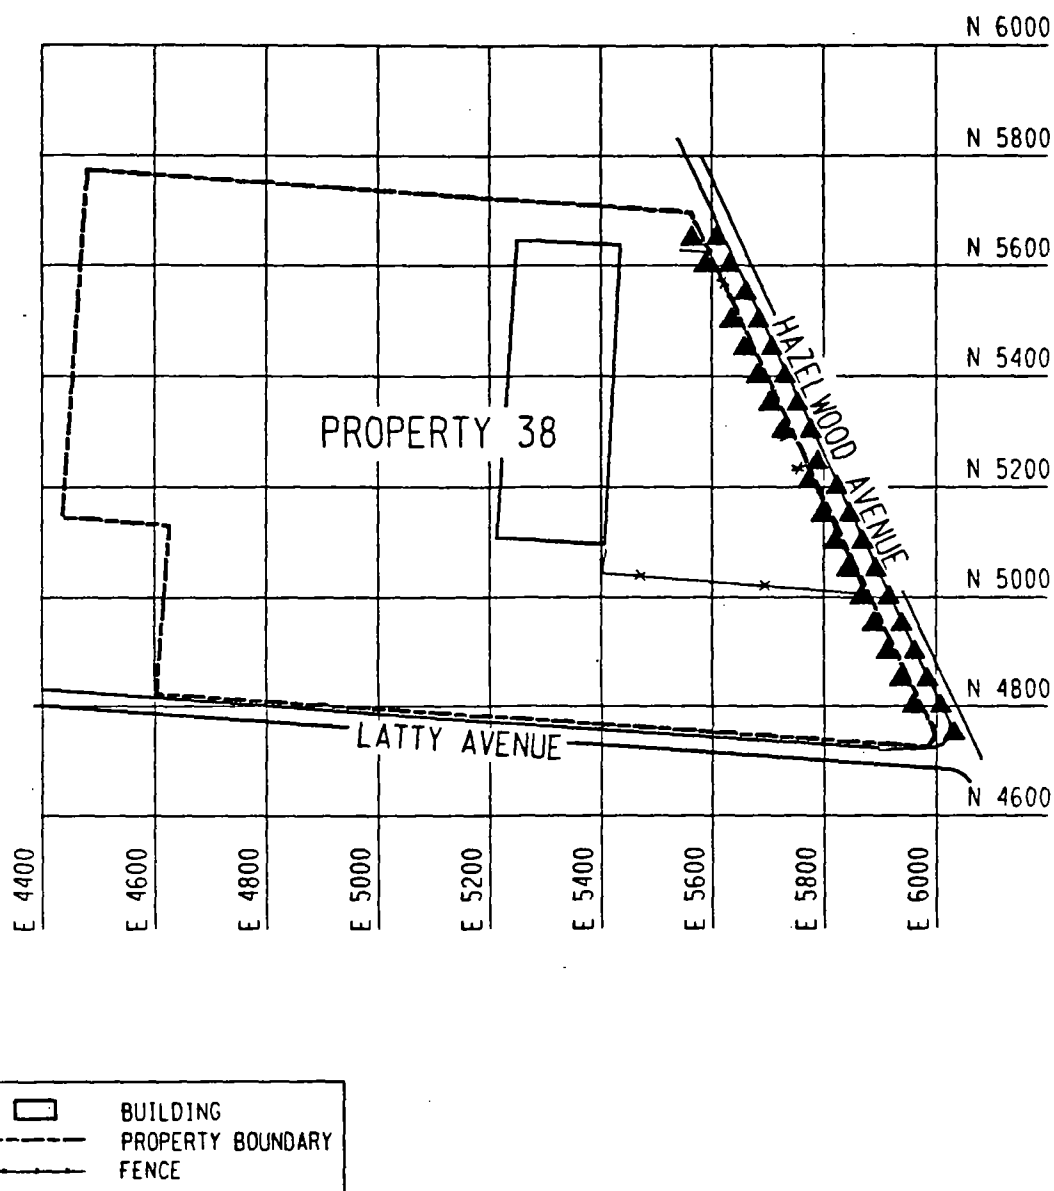 N 6000
N 5800
N 5600
HAZELWOOD AVENUE
N 5400
PROPERTY 38
N 5200
N 5000
N 4800
LATTY AVENUE
N 4600
E 4400
E 4600
E 4800
E 5000
E 5200
E 5400
E 5600
E 5800
E 6000
BUILDING
PROPERTY BOUNDARY
FENCE